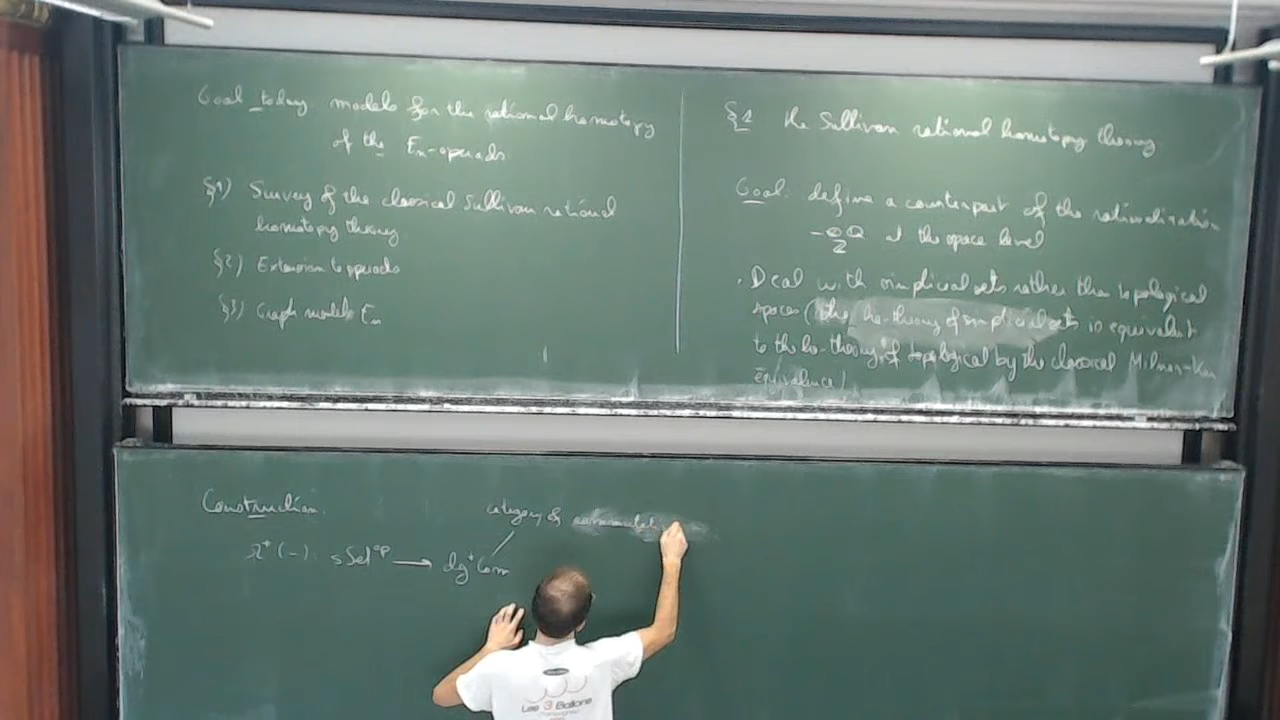 Goal today models for the rational homotopy
of the En-operads
§1) Survey of the classical Sullivan rational
homotopy theory
§2) Extension to operads
§3) Graph models En
§1 The Sullivan rational homotopy theory
Goal: define a counterpart of the rationalization
-⊗Q at the space level
Z
• Deal with simplicial sets rather than topological
spaces (the ho-theory of simplicial sets is equivalent
to the ho-theory of topological by the classical Milnor-Kan
equivalence)
Construction.
category of commutati
Ω*(-): sSet^op → dg*Com
Les 3 Ballons